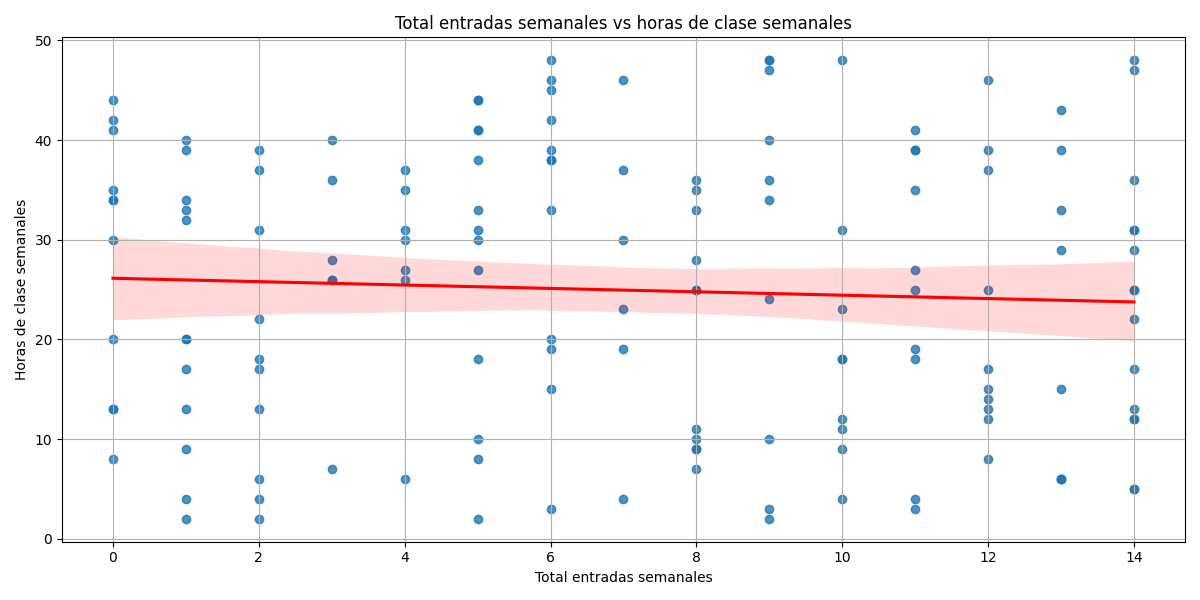 Total entradas semanales vs horas de clase semanales
50
40
30
20
10
0
Horas de clase semanales
0 2 4 6 8 10 12 14
Total entradas semanales